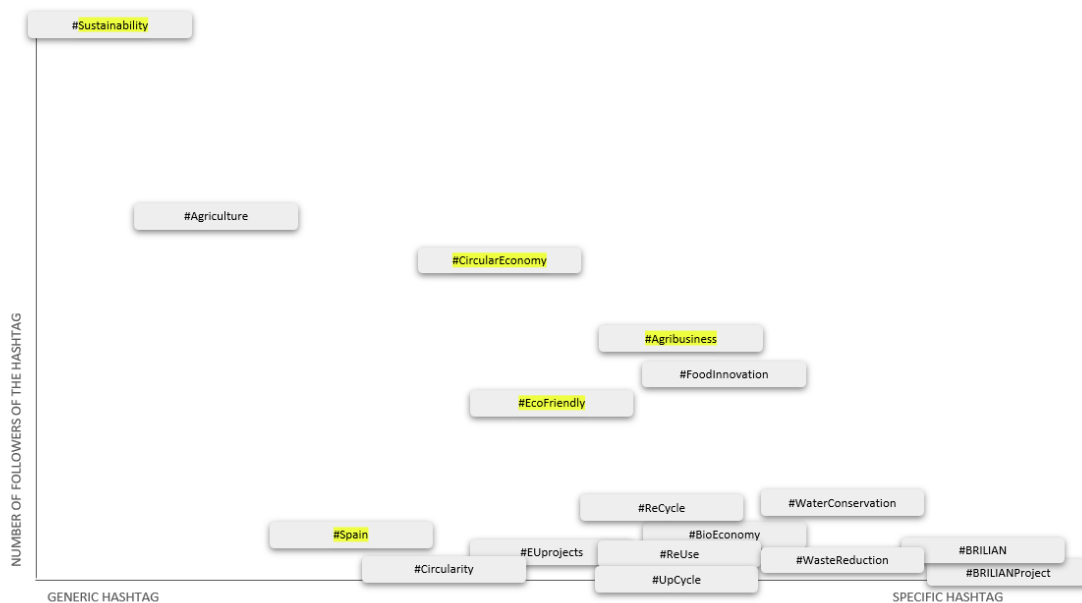 #Sustainability
#Agriculture
#CircularEconomy
#Agribusiness
#FoodInnovation
#EcoFriendly
#WaterConservation
#ReCycle
#Spain
#BioEconomy
#EUprojects
#ReUse
#BRILIAN
#WasteReduction
#Circularity
#BRILIANProject
#UpCycle
NUMBER OF FOLLOWERS OF THE HASHTAG
GENERIC HASHTAG
SPECIFIC HASHTAG